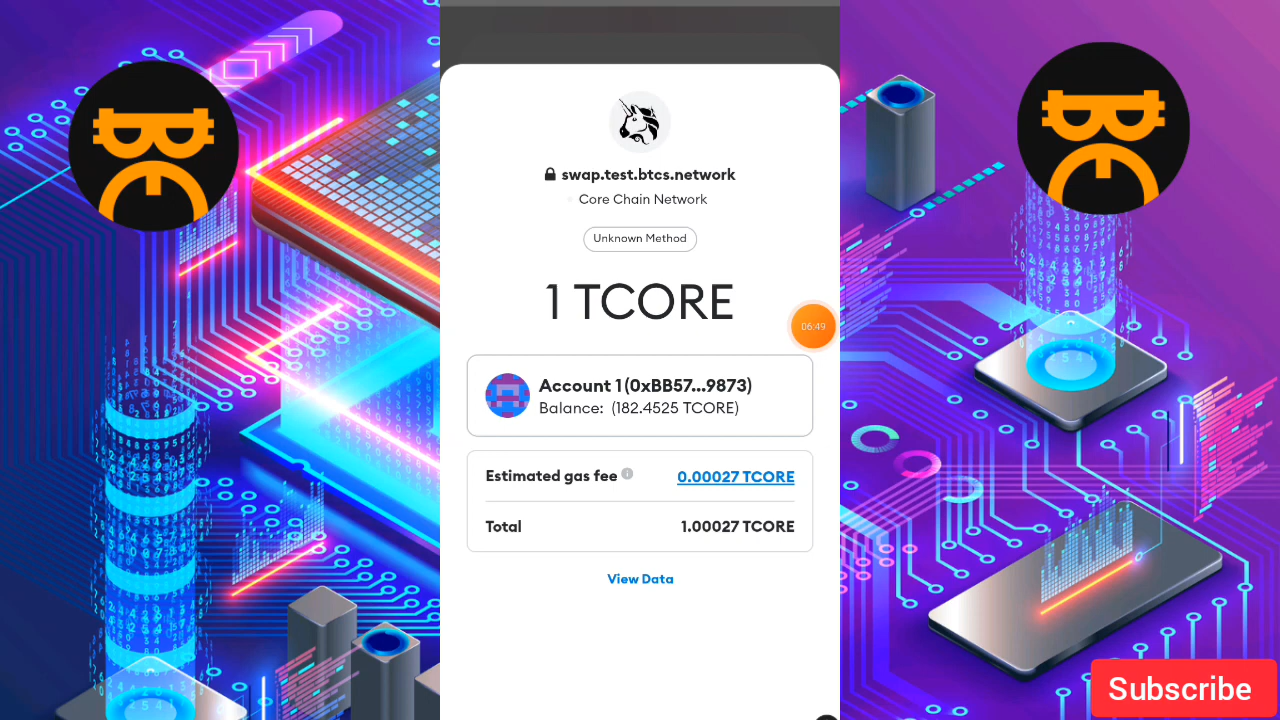 swap.test.btcs.network
Core Chain Network
Unknown Method
1 TCORE
06:49
Account 1 (0xBB57...9873)
Balance: (182.4525 TCORE)
Estimated gas fee 0.00027 TCORE
Total 1.00027 TCORE
View Data
Subscribe